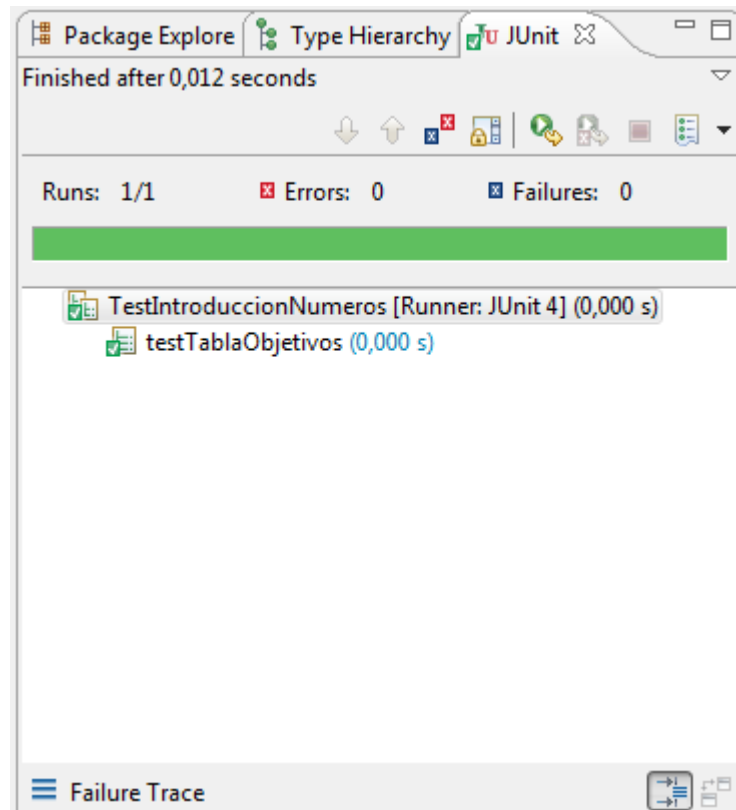 Package Explore Type Hierarchy JUnit
Finished after 0,012 seconds
Runs: 1/1 Errors: 0 Failures: 0
TestIntroduccionNumeros [Runner: JUnit 4] (0,000 s)
testTablaObjetivos (0,000 s)
Failure Trace